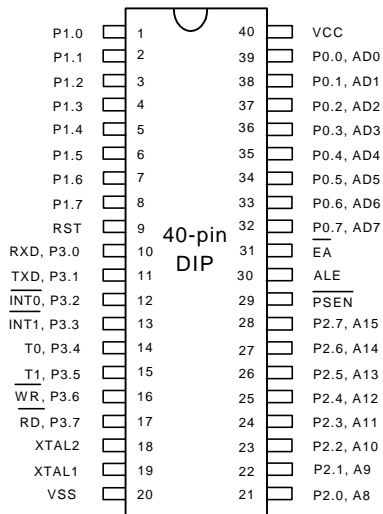 P1.0 1 40 VCC
P1.1 2 39 P0.0, AD0
P1.2 3 38 P0.1, AD1
P1.3 4 37 P0.2, AD2
P1.4 5 36 P0.3, AD3
P1.5 6 35 P0.4, AD4
P1.6 7 34 P0.5, AD5
P1.7 8 33 P0.6, AD6
RST 9 32 P0.7, AD7
40-pin
DIP
RXD, P3.0 10 31 E̅A̅
TXD, P3.1 11 30 ALE
I̅N̅T̅0̅, P3.2 12 29 P̅S̅E̅N̅
I̅N̅T̅1̅, P3.3 13 28 P2.7, A15
T0, P3.4 14 27 P2.6, A14
T1, P3.5 15 26 P2.5, A13
W̅R̅, P3.6 16 25 P2.4, A12
R̅D̅, P3.7 17 24 P2.3, A11
XTAL2 18 23 P2.2, A10
XTAL1 19 22 P2.1, A9
VSS 20 21 P2.0, A8